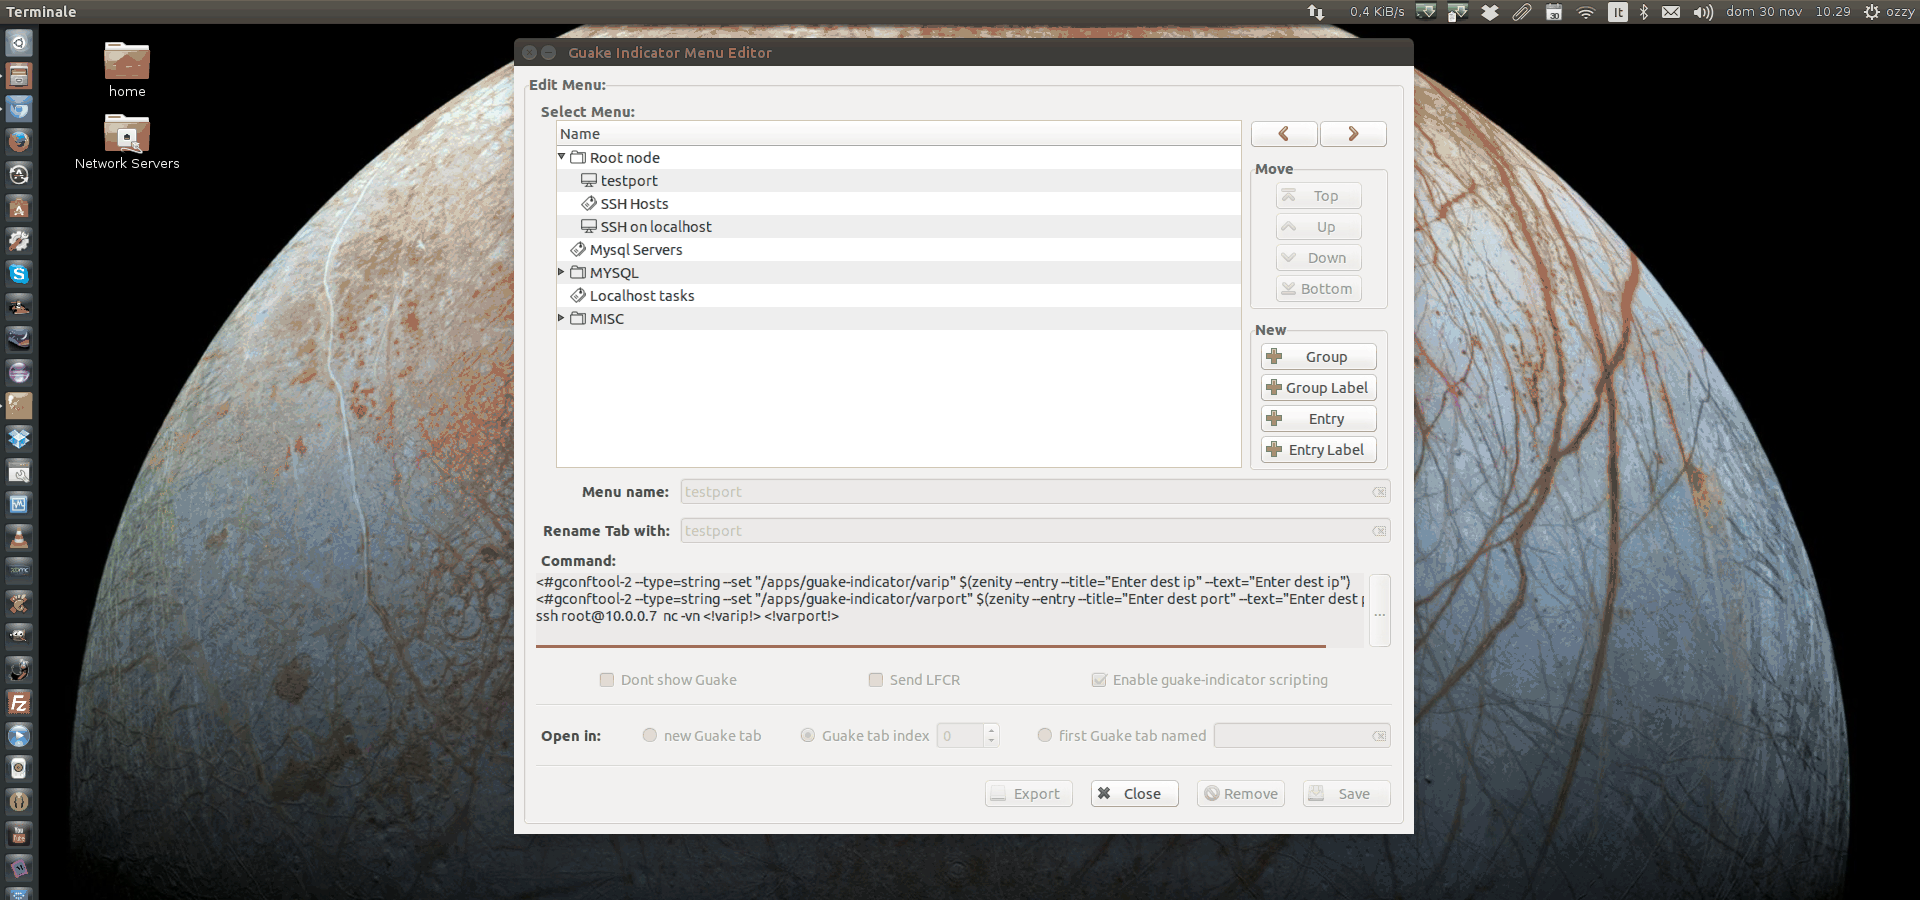 Terminale
0,4 KiB/s
30
It
dom 30 nov
10.29
ozzy
home
Network Servers
Guake Indicator Menu Editor
Edit Menu:
Select Menu:
Name
Root node
testport
SSH Hosts
SSH on localhost
Mysql Servers
MYSQL
Localhost tasks
MISC
Move
Top
Up
Down
Bottom
New
Group
Group Label
Entry
Entry Label
Menu name: testport
Rename Tab with: testport
Command:
<#gconftool-2 --type=string --set "/apps/guake-indicator/varip" $(zenity --entry --title="Enter dest ip" --text="Enter dest ip")
<#gconftool-2 --type=string --set "/apps/guake-indicator/varport" $(zenity --entry --title="Enter dest port" --text="Enter dest p
ssh root@10.0.0.7 nc -vn <!varip!> <!varport!>
...
Dont show Guake
Send LFCR
Enable guake-indicator scripting
Open in: new Guake tab Guake tab index 0 first Guake tab named
Export
Close
Remove
Save